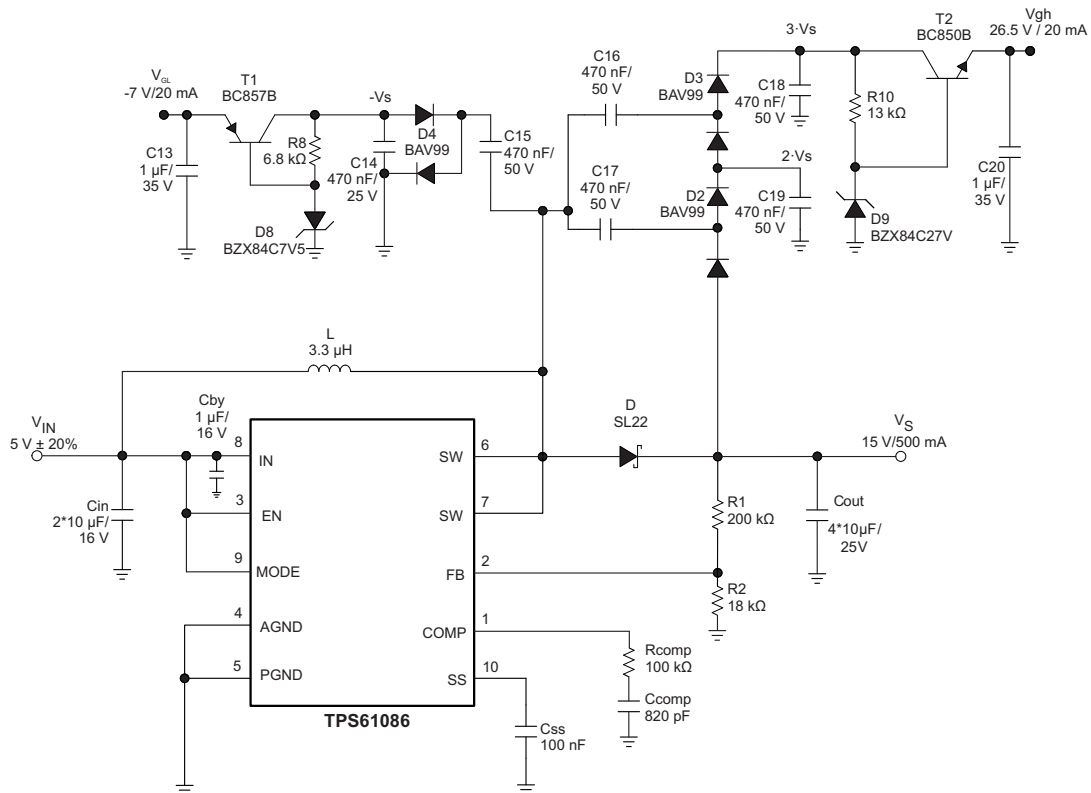 Vgh
26.5 V / 20 mA
T2
BC850B
3·Vs
C16
470 nF/
50 V
D3
BAV99
C18
470 nF/
50 V
R10
13 kΩ
V_GL
-7 V/20 mA
T1
BC857B
-Vs
C13
1 µF/
35 V
R8
6.8 kΩ
C14
470 nF/
25 V
D4
BAV99
C15
470 nF/
50 V
D8
BZX84C7V5
C17
470 nF/
50 V
2·Vs
D2
BAV99
C19
470 nF/
50 V
C20
1 µF/
35 V
D9
BZX84C27V
L
3.3 µH
Cby
1 µF/
16 V
V_IN
5 V ± 20%
Cin
2*10 µF/
16 V
8
IN
3
EN
9
MODE
4
AGND
5
PGND
6
SW
7
SW
2
FB
1
COMP
10
SS
TPS61086
D
SL22
V_S
15 V/500 mA
R1
200 kΩ
Cout
4*10µF/
25V
R2
18 kΩ
Rcomp
100 kΩ
Ccomp
820 pF
Css
100 nF